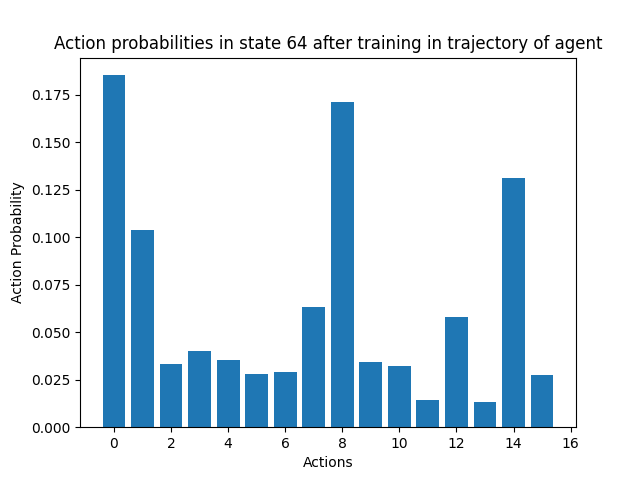 Action probabilities in state 64 after training in trajectory of agent
0.175
0.150
0.125
0.100
0.075
0.050
0.025
0.000
Action Probability
0 2 4 6 8 10 12 14 16
Actions